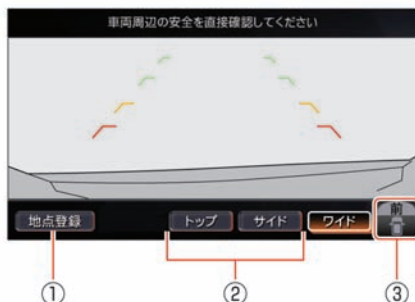 車両周辺の安全を直接確認してください
地点登録
トップ
サイド
ワイド
前
①
②
③